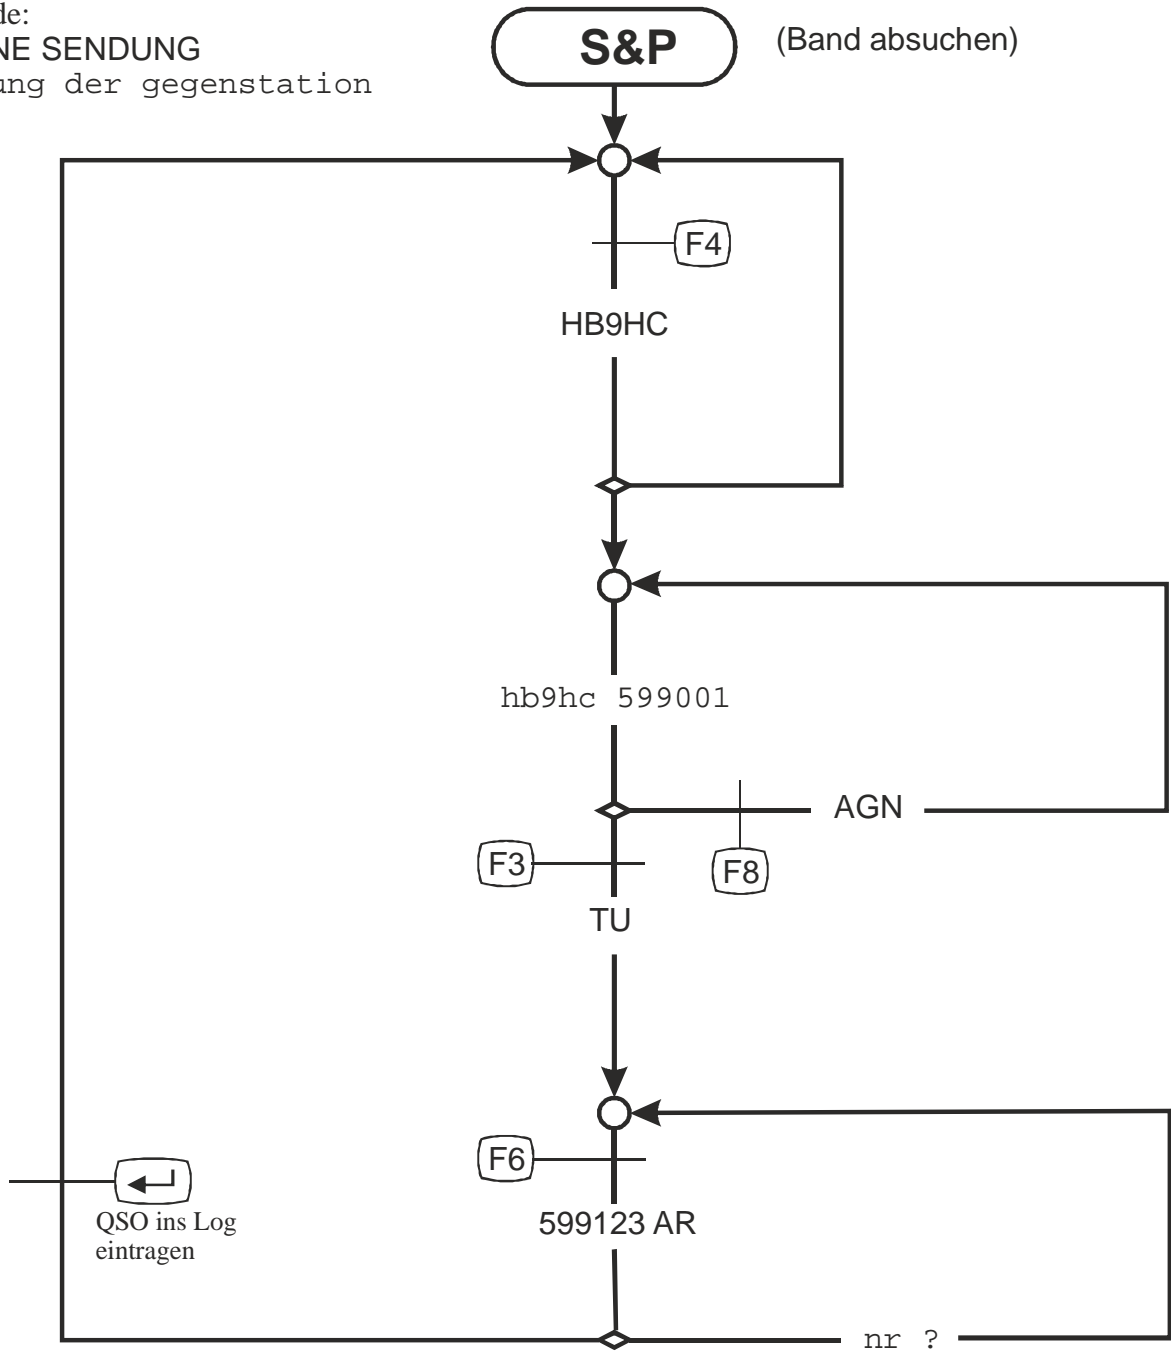 de:
NE SENDUNG
ung der gegenstation
S&P
(Band absuchen)
F4
HB9HC
hb9hc 599001
AGN
F3
F8
TU
F6
QSO ins Log
eintragen
599123 AR
nr ?